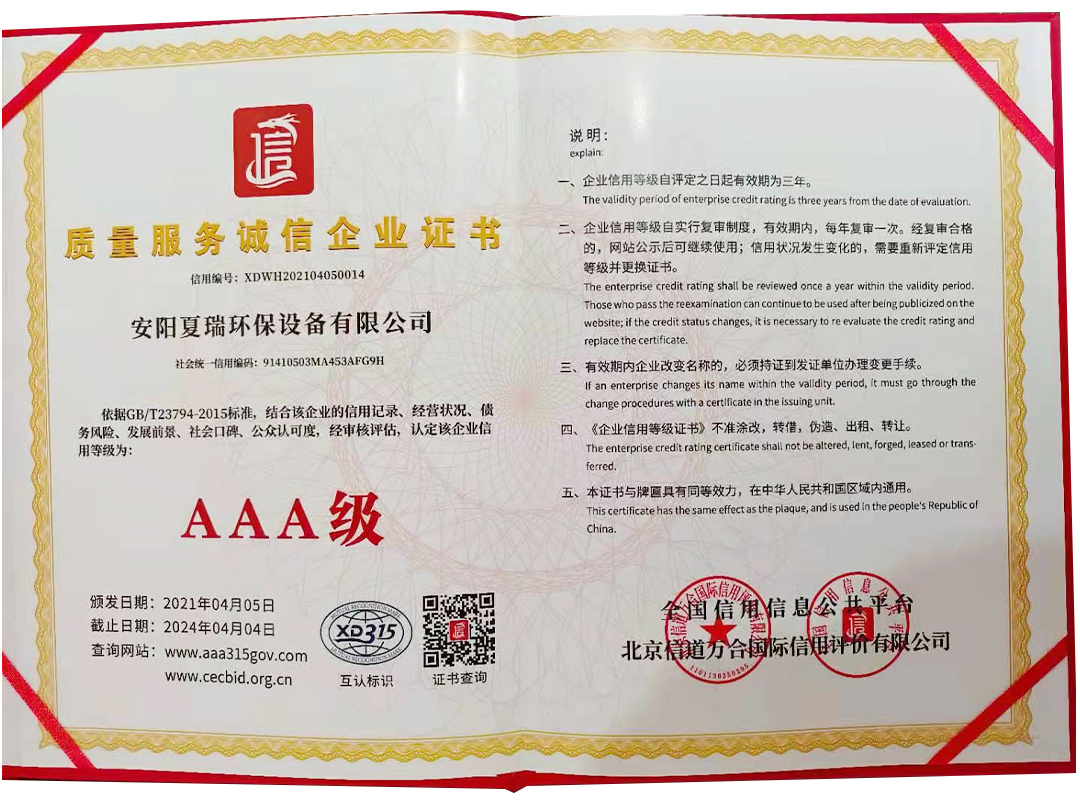 信
质量服务诚信企业证书
信用编号：XDWH202104050014
安阳夏瑞环保设备有限公司
社会统一信用编码：91410503MA453AFG9H
依据GB/T23794-2015标准，结合该企业的信用记录、经营状况、债
务风险、发展前景、社会口碑、公众认可度，经审核评估，认定该企业信
用等级为：
AAA级
颁发日期：2021年04月05日
截止日期：2024年04月04日
查询网站：www.aaa315gov.com
www.cecbid.org.cn
XD315
互认标识
信
证书查询
说明：
explain:
一、企业信用等级自评定之日起有效期为三年。
The validity period of enterprise credit rating is three years from the date of evaluation.
二、企业信用等级自实行复审制度，有效期内，每年复审一次。经复审合格
的，网站公示后可继续使用；信用状况发生变化的，需要重新评定信用
等级并更换证书。
The enterprise credit rating shall be reviewed once a year within the validity period.
Those who pass the reexamination can continue to be used after being publicized on the
website; if the credit status changes, it is necessary to re evaluate the credit rating and
replace the certificate.
三、有效期内企业改变名称的，必须持证到发证单位办理变更手续。
If an enterprise changes its name within the validity period, it must go through the
change procedures with a certificate in the issuing unit.
四、《企业信用等级证书》不准涂改，转借，伪造、出租、转让。
The enterprise credit rating certificate shall not be altered, lent, forged, leased or trans-
ferred.
五、本证书与牌匾具有同等效力，在中华人民共和国区域内通用。
This certificate has the same effect as the plaque, and is used in the people's Republic of
China.
全国信用信息公共平台
北京信道万合国际信用评价有限公司
信